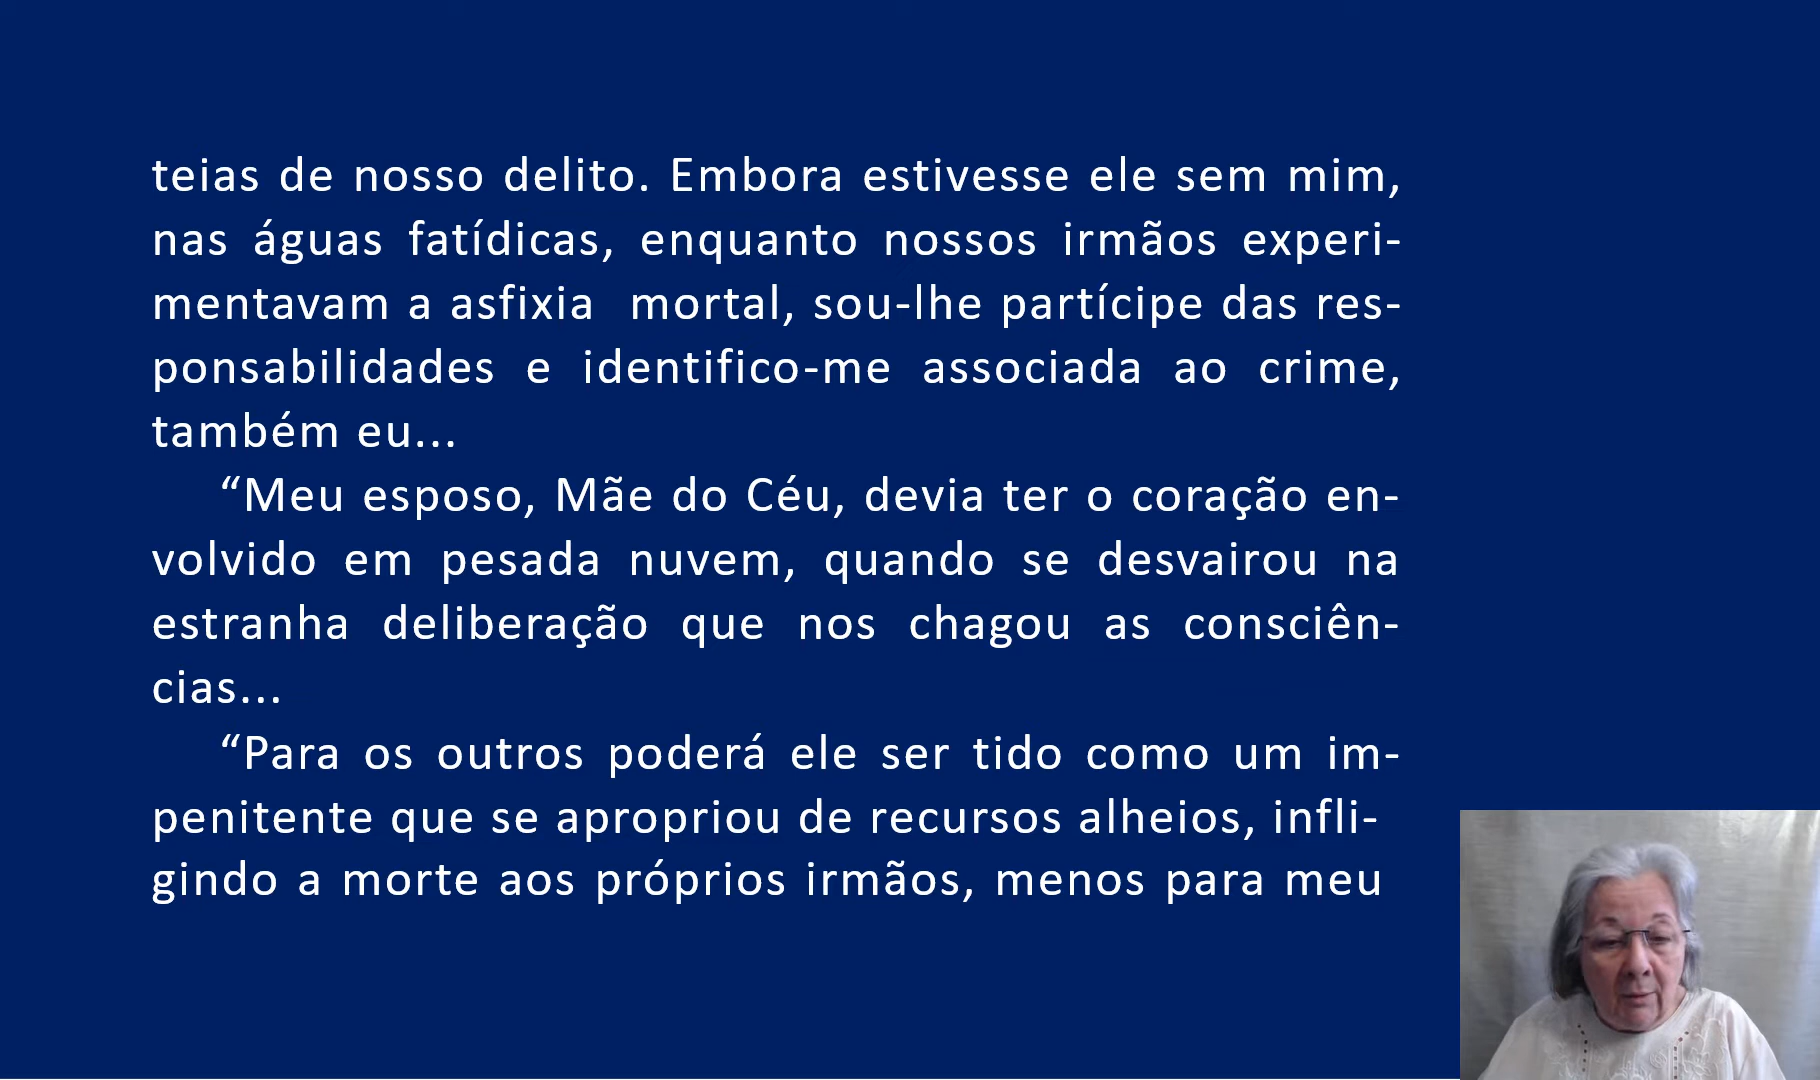 teias de nosso delito. Embora estivesse ele sem mim,
nas águas fatídicas, enquanto nossos irmãos experi-
mentavam a asfixia mortal, sou-lhe partícipe das res-
ponsabilidades e identifico-me associada ao crime,
também eu...
“Meu esposo, Mãe do Céu, devia ter o coração en-
volvido em pesada nuvem, quando se desvairou na
estranha deliberação que nos chagou as consciên-
cias...
“Para os outros poderá ele ser tido como um im-
penitente que se apropriou de recursos alheios, infli-
gindo a morte aos próprios irmãos, menos para meu